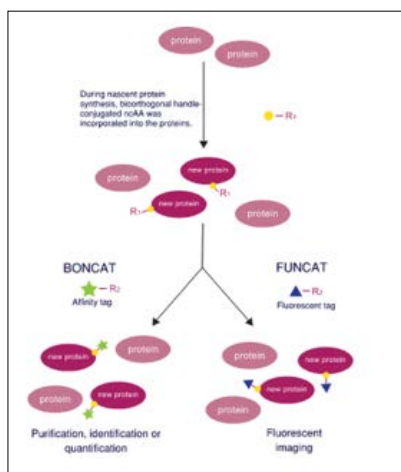 protein
protein
During nascent protein
synthesis, bioorthogonal handle-
conjugated ncAA was
incorporated into the proteins.
R₁
protein
new protein
R₁
R₁
new protein
protein
BONCAT
FUNCAT
R₂
R₂
Affinity tag
Fluorescent tag
protein
new protein
protein
new protein
new protein
protein
new protein
protein
Purification, identification or
quantification
Fluorescent
imaging